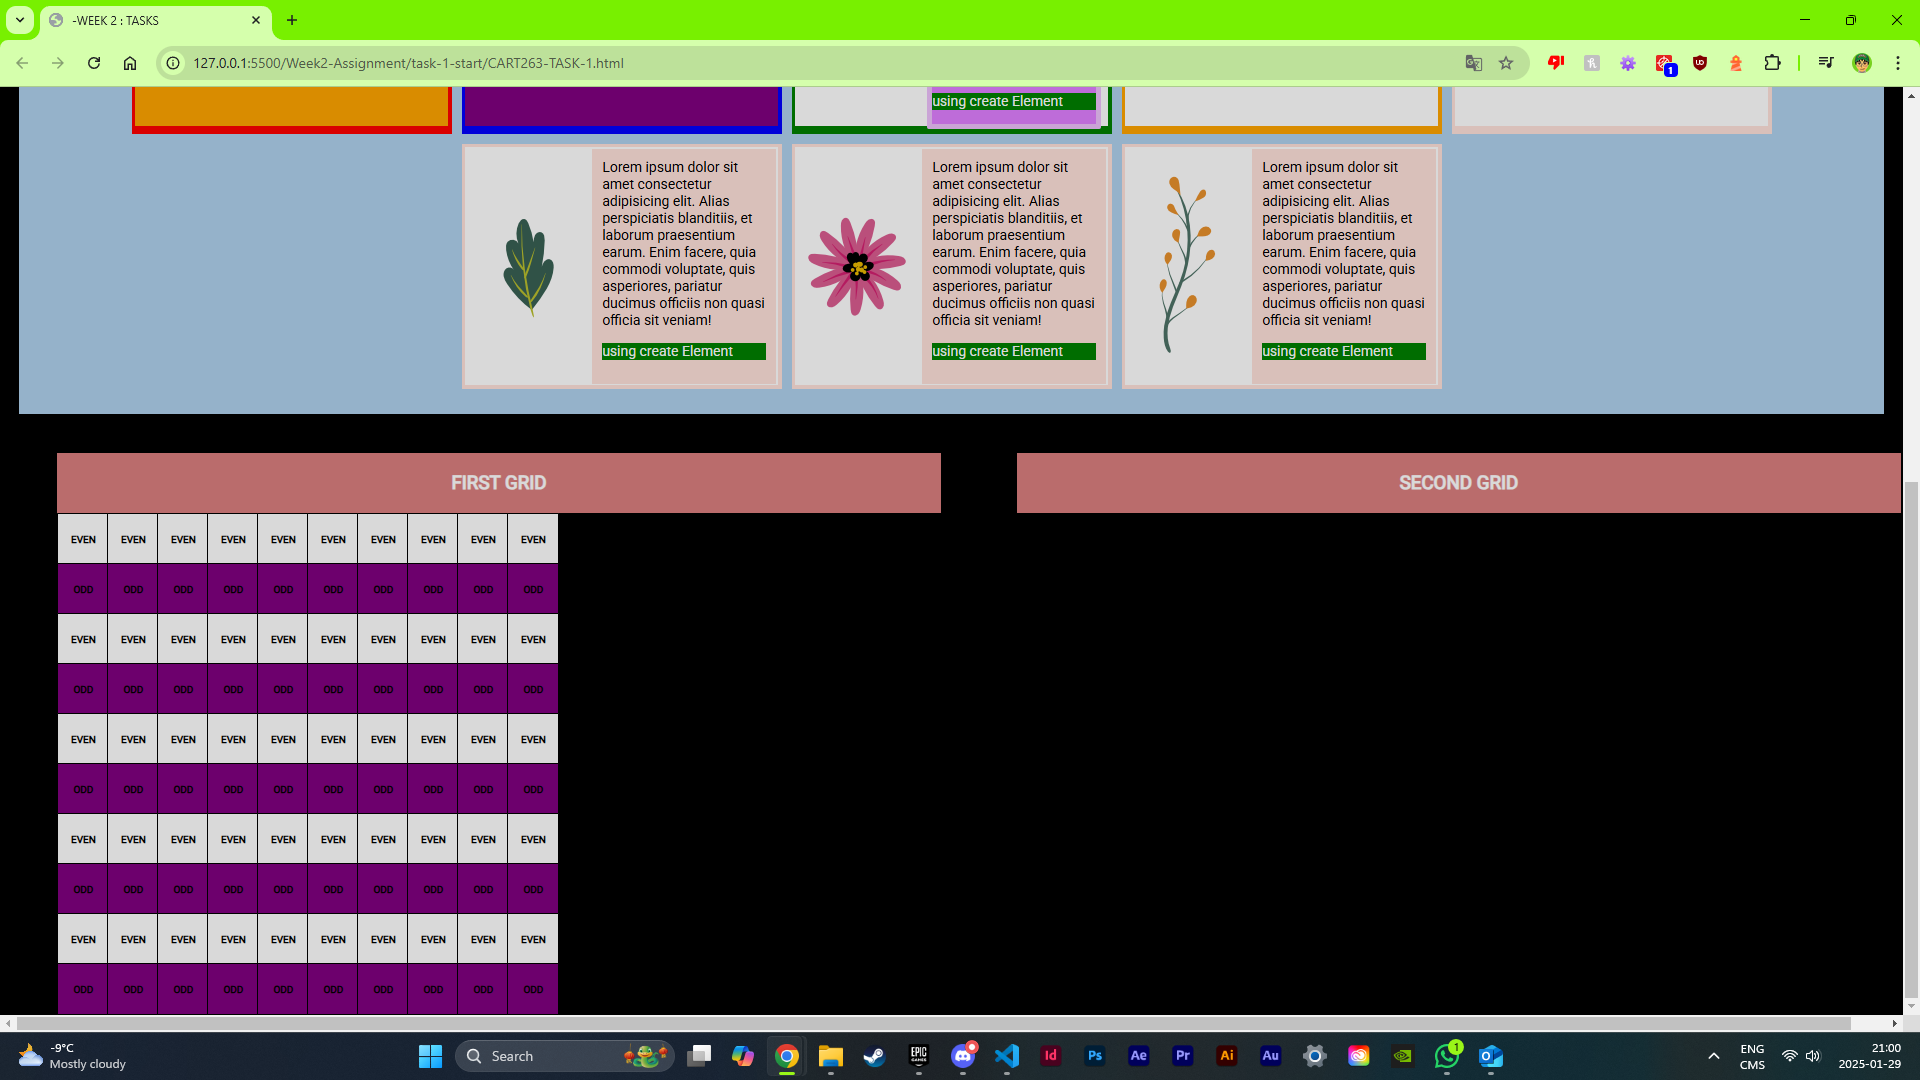 -WEEK 2 : TASKS
127.0.0.1:5500/Week2-Assignment/task-1-start/CART263-TASK-1.html
1
using create Element
Lorem ipsum dolor sit
amet consectetur
adipisicing elit. Alias
perspiciatis blanditiis, et
laborum praesentium
earum. Enim facere, quia
commodi voluptate, quis
asperiores, pariatur
ducimus officiis non quasi
officia sit veniam!
using create Element
Lorem ipsum dolor sit
amet consectetur
adipisicing elit. Alias
perspiciatis blanditiis, et
laborum praesentium
earum. Enim facere, quia
commodi voluptate, quis
asperiores, pariatur
ducimus officiis non quasi
officia sit veniam!
using create Element
Lorem ipsum dolor sit
amet consectetur
adipisicing elit. Alias
perspiciatis blanditiis, et
laborum praesentium
earum. Enim facere, quia
commodi voluptate, quis
asperiores, pariatur
ducimus officiis non quasi
officia sit veniam!
using create Element
FIRST GRID
SECOND GRID
EVEN EVEN EVEN EVEN EVEN EVEN EVEN EVEN EVEN EVEN
ODD ODD ODD ODD ODD ODD ODD ODD ODD ODD
EVEN EVEN EVEN EVEN EVEN EVEN EVEN EVEN EVEN EVEN
ODD ODD ODD ODD ODD ODD ODD ODD ODD ODD
EVEN EVEN EVEN EVEN EVEN EVEN EVEN EVEN EVEN EVEN
ODD ODD ODD ODD ODD ODD ODD ODD ODD ODD
EVEN EVEN EVEN EVEN EVEN EVEN EVEN EVEN EVEN EVEN
ODD ODD ODD ODD ODD ODD ODD ODD ODD ODD
EVEN EVEN EVEN EVEN EVEN EVEN EVEN EVEN EVEN EVEN
ODD ODD ODD ODD ODD ODD ODD ODD ODD ODD
-9°C
Mostly cloudy
Search
EPIC GAMES
Id
Ps
Ae
Pr
Ai
Au
1
ENG
CMS
21:00
2025-01-29